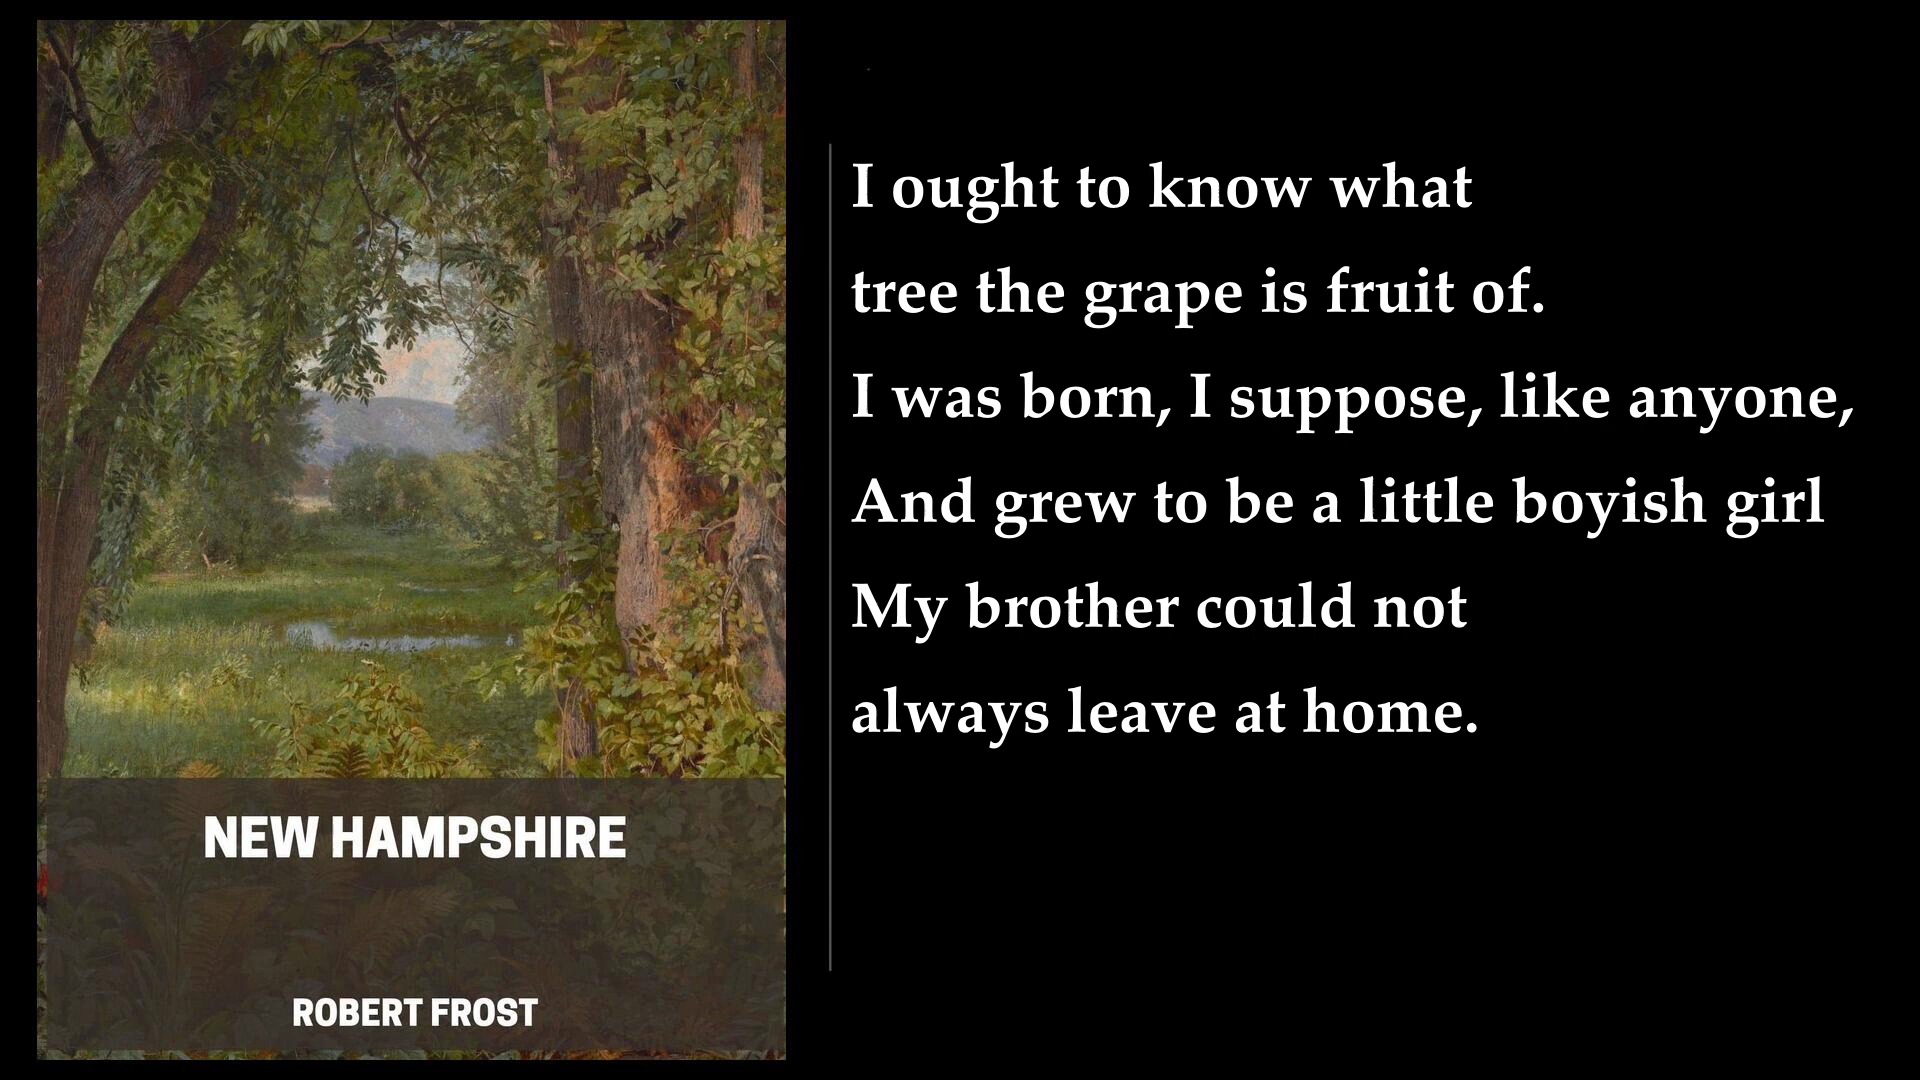 NEW HAMPSHIRE
ROBERT FROST
I ought to know what
tree the grape is fruit of.
I was born, I suppose, like anyone,
And grew to be a little boyish girl
My brother could not
always leave at home.